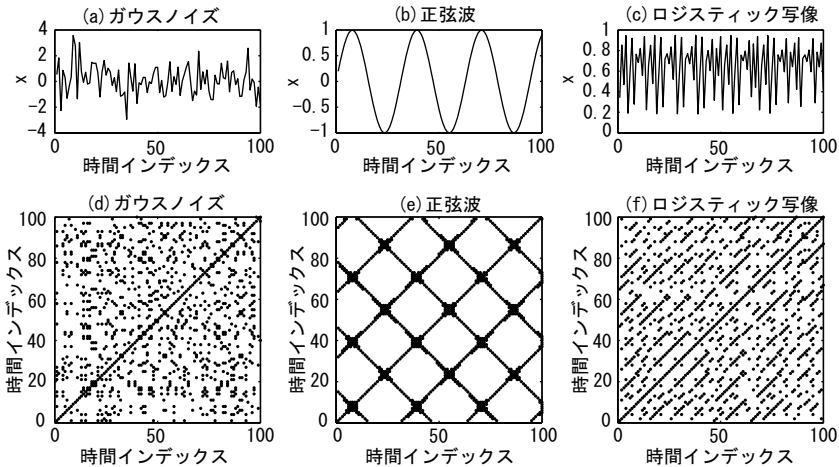 (a)ガウスノイズ
(b)正弦波
(c)ロジスティック写像
x
4
2
0
−2
−4
0
50
100
時間インデックス
x
1
0.5
0
−0.5
−1
0
50
100
時間インデックス
x
1
0.8
0.6
0.4
0.2
0
0
50
100
時間インデックス
(d)ガウスノイズ
(e)正弦波
(f)ロジスティック写像
時間インデックス
100
80
60
40
20
0
0
50
100
時間インデックス
時間インデックス
100
80
60
40
20
0
0
50
100
時間インデックス
時間インデックス
100
80
60
40
20
0
0
50
100
時間インデックス